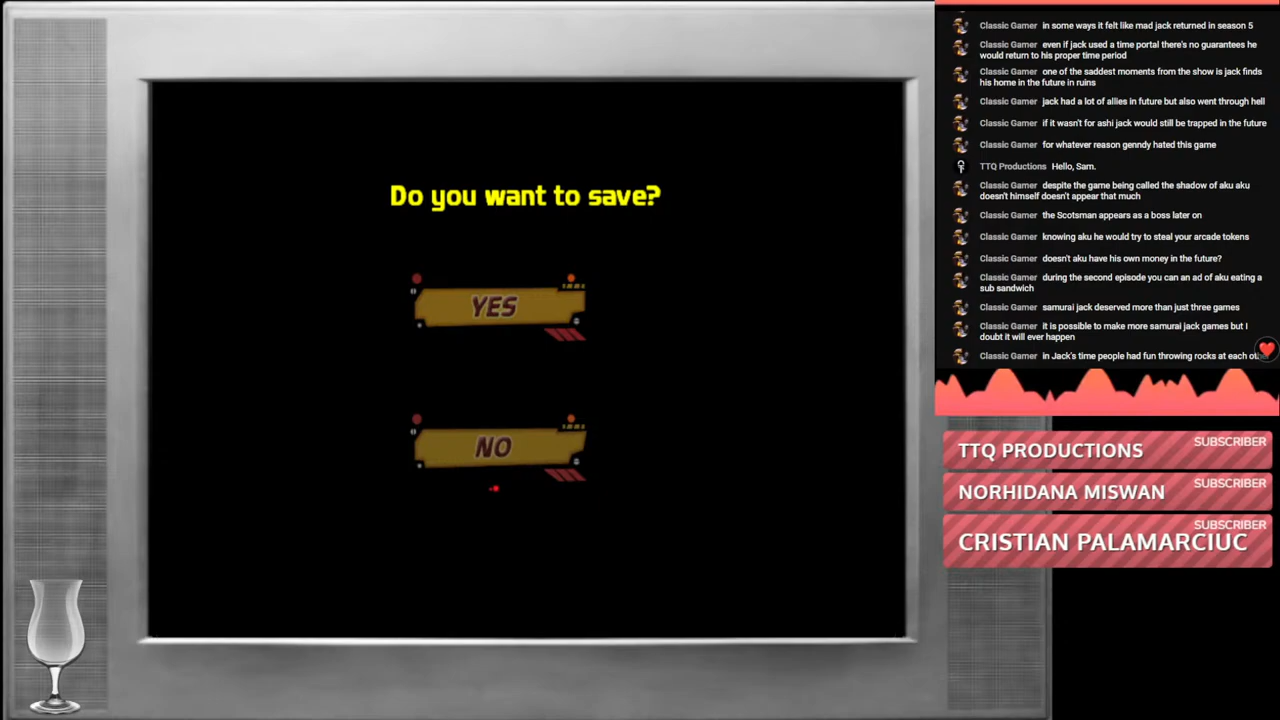 Do you want to save?
YES
NO
Classic Gamer in some ways it felt like mad jack returned in season 5
Classic Gamer even if jack used a time portal there's no guarantees he
would return to his proper time period
Classic Gamer one of the saddest moments from the show is jack finds
his home in the future in ruins
Classic Gamer jack had a lot of allies in future but also went through hell
Classic Gamer if it wasn't for ashi jack would still be trapped in the future
Classic Gamer for whatever reason genndy hated this game
TTQ Productions Hello, Sam.
Classic Gamer despite the game being called the shadow of aku aku
doesn't himself doesn't appear that much
Classic Gamer the Scotsman appears as a boss later on
Classic Gamer knowing aku he would try to steal your arcade tokens
Classic Gamer doesn't aku have his own money in the future?
Classic Gamer during the second episode you can an ad of aku eating a
sub sandwich
Classic Gamer samurai jack deserved more than just three games
Classic Gamer it is possible to make more samurai jack games but I
doubt it will ever happen
Classic Gamer in Jack's time people had fun throwing rocks at each
TTQ PRODUCTIONS
SUBSCRIBER
NORHIDANA MISWAN
SUBSCRIBER
CRISTIAN PALAMARCIUC
SUBSCRIBER